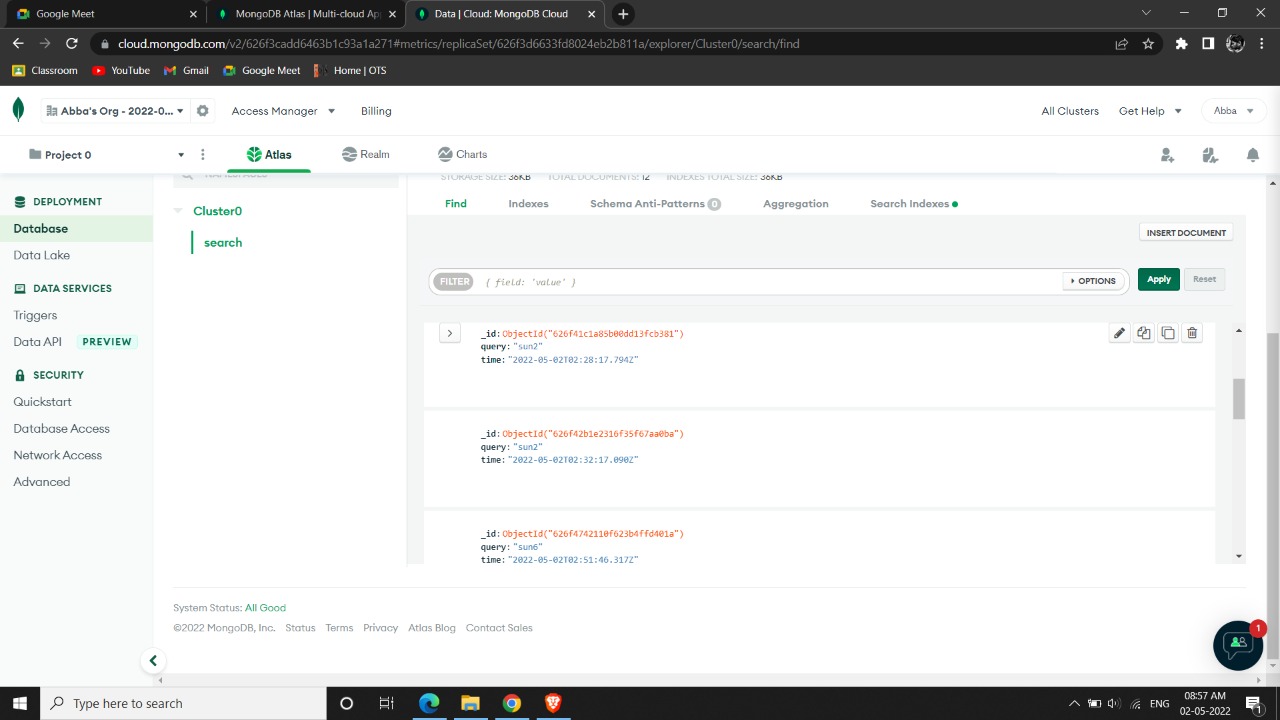 Google Meet
MongoDB Atlas | Multi-cloud Ap
Data | Cloud: MongoDB Cloud
cloud.mongodb.com/v2/626f3cadd6463b1c93a1a271#metrics/replicaSet/626f3d6633fd8024eb2b811a/explorer/Cluster0/search/find
Classroom YouTube Gmail Google Meet Home | OTS
Abba's Org - 2022-0... Access Manager Billing All Clusters Get Help Abba
Project 0 Atlas Realm Charts
NAMESPACES STORAGE SIZE: 36KB TOTAL DOCUMENTS: 12 INDEXES TOTAL SIZE: 36KB
DEPLOYMENT
Database
Data Lake
DATA SERVICES
Triggers
Data API PREVIEW
SECURITY
Quickstart
Database Access
Network Access
Advanced
Cluster0
search
Find Indexes Schema Anti-Patterns 0 Aggregation Search Indexes
INSERT DOCUMENT
FILTER { field: 'value' } OPTIONS Apply Reset
_id: ObjectId("626f41c1a85b00dd13fcb381")
query: "sun2"
time: "2022-05-02T02:28:17.794Z"
_id: ObjectId("626f42b1e2316f35f67aa0ba")
query: "sun2"
time: "2022-05-02T02:32:17.090Z"
_id: ObjectId("626f4742110f623b4ffd401a")
query: "sun6"
time: "2022-05-02T02:51:46.317Z"
System Status: All Good
©2022 MongoDB, Inc. Status Terms Privacy Atlas Blog Contact Sales
1
Type here to search
ENG
08:57 AM
02-05-2022
1